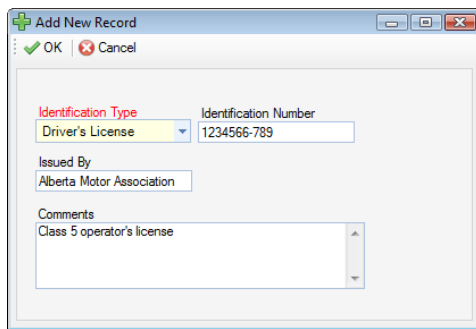 Add New Record
OK Cancel
Identification Type Identification Number
Driver's License 1234566-789
Issued By
Alberta Motor Association
Comments
Class 5 operator's license